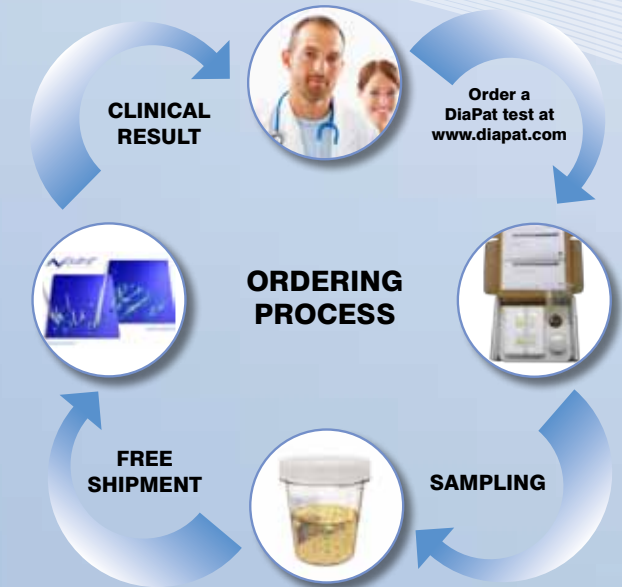 CLINICAL
RESULT
Order a
DiaPat test at
www.diapat.com
ORDERING
PROCESS
FREE
SHIPMENT
SAMPLING